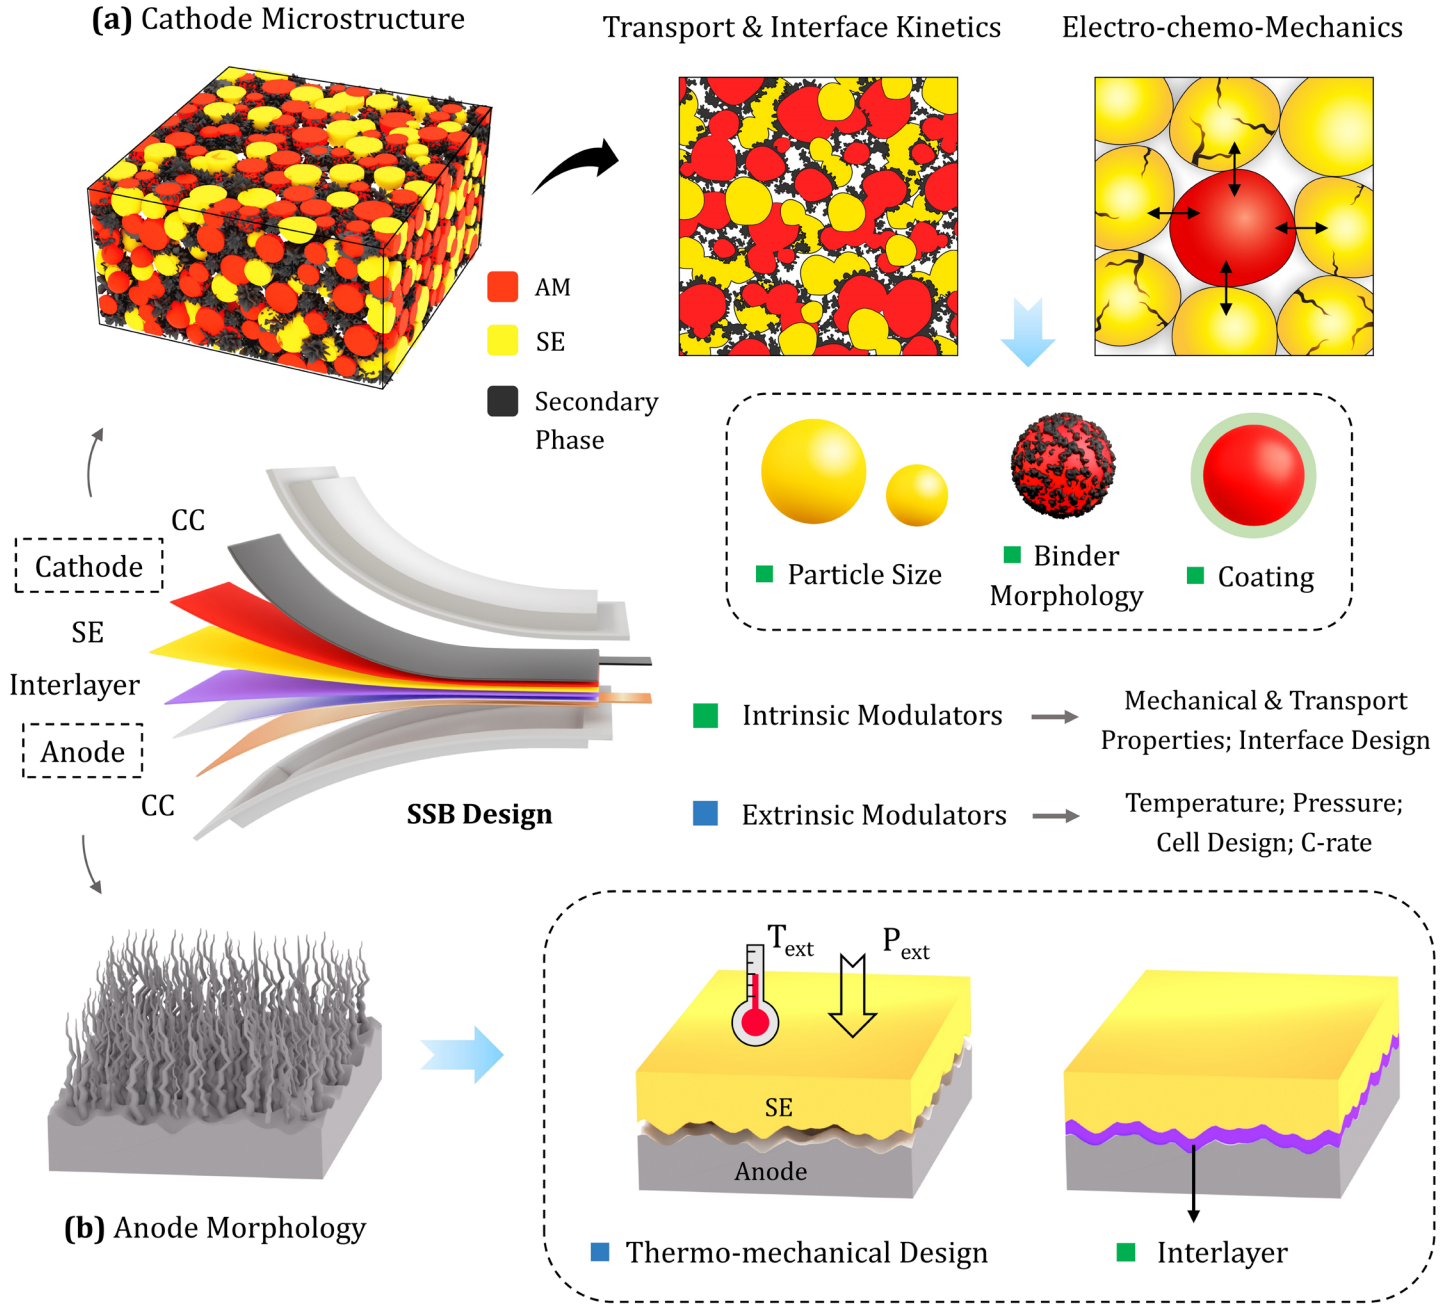 (a) Cathode Microstructure
Transport & Interface Kinetics
Electro-chemo-Mechanics
AM
SE
Secondary
Phase
CC
Cathode
SE
Interlayer
Anode
CC
SSB Design
Particle Size
Binder
Morphology
Coating
Intrinsic Modulators
Mechanical & Transport
Properties; Interface Design
Extrinsic Modulators
Temperature; Pressure;
Cell Design; C-rate
(b) Anode Morphology
Text
Pext
SE
Anode
Thermo-mechanical Design
Interlayer